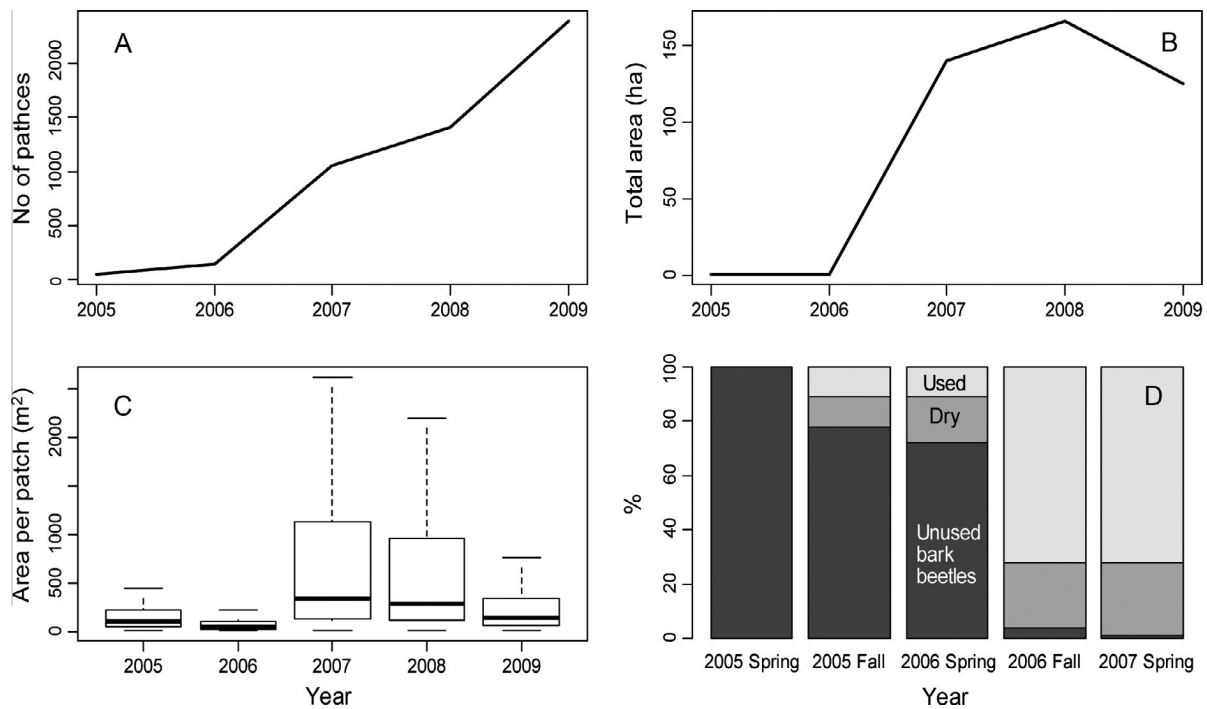 A
No of pathces
0
500
1000
1500
2000
2005
2006
2007
2008
2009
B
Total area (ha)
0
50
100
150
2005
2006
2007
2008
2009
C
Area per patch (m²)
0
500
1000
2000
2005
2006
2007
2008
2009
Year
D
%
0
20
40
60
80
100
Used
Dry
Unused
bark
beetles
2005 Spring
2005 Fall
2006 Spring
2006 Fall
2007 Spring
Year